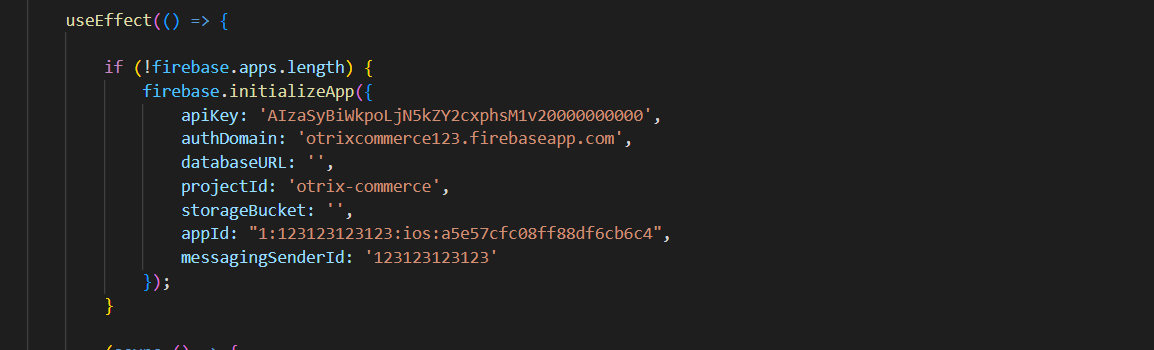 useEffect(() => {
if (!firebase.apps.length) {
firebase.initializeApp({
apiKey: 'AIzaSyBiWkpoLjN5kZY2cxphsM1v20000000000',
authDomain: 'otrixcommerce123.firebaseapp.com',
databaseURL: '',
projectId: 'otrix-commerce',
storageBucket: '',
appId: "1:123123123123:ios:a5e57cfc08ff88df6cb6c4",
messagingSenderId: '123123123123'
});
}
(async () => {